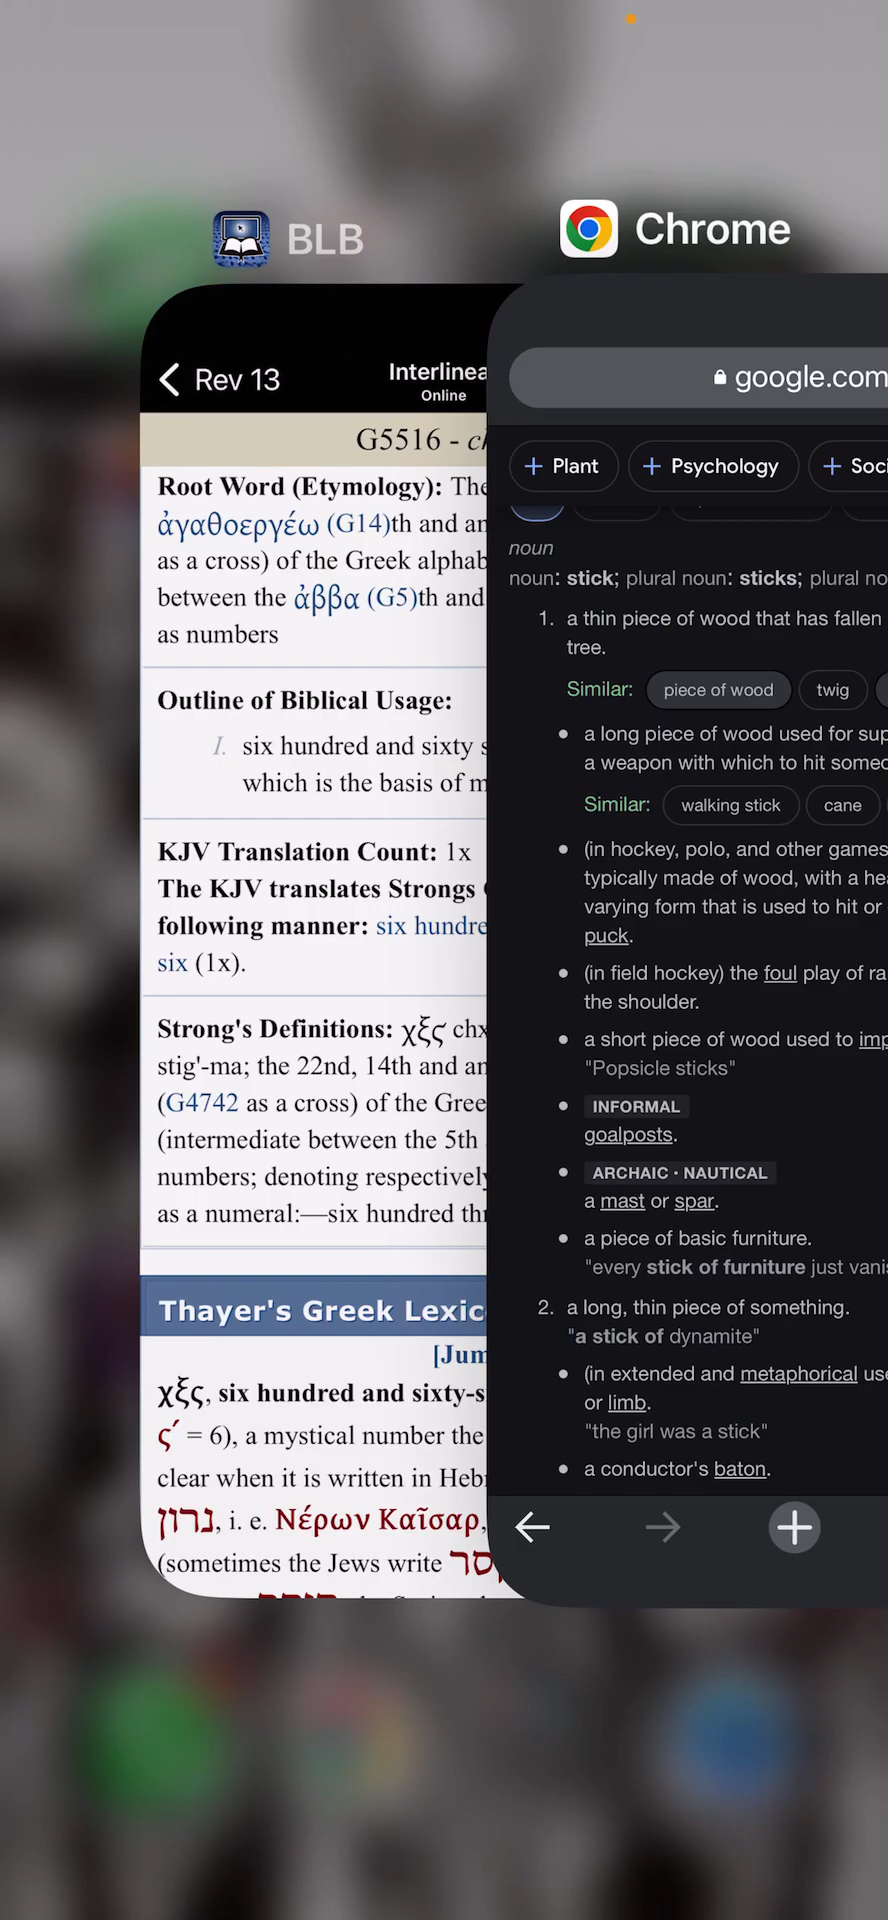 BLB
Rev 13
Interlinea
Online
G5516 -
Root Word (Etymology): The
ἀγαθοεργέω (G14)th and an
as a cross) of the Greek alphab
between the ἀββα (G5)th and
as numbers
Outline of Biblical Usage:
I. six hundred and sixty s
which is the basis of m
KJV Translation Count: 1x
The KJV translates Strongs
following manner: six hundre
six (1x).
Strong's Definitions: χξϛ chx
stig'-ma; the 22nd, 14th and an
(G4742 as a cross) of the Gree
(intermediate between the 5th
numbers; denoting respectively
as a numeral:—six hundred thr
Thayer's Greek Lexic
[Jum
χξς, six hundred and sixty-s
ς´ = 6), a mystical number the
clear when it is written in Heb
נרון, i. e. Νέρων Καῖσαρ,
(sometimes the Jews write קסר
Chrome
google.com
+ Plant
+ Psychology
+ Soci
noun
noun: stick; plural noun: sticks; plural no
1. a thin piece of wood that has fallen
tree.
Similar: piece of wood twig
• a long piece of wood used for sup
a weapon with which to hit someo
Similar: walking stick cane
• (in hockey, polo, and other games
typically made of wood, with a hea
varying form that is used to hit or
puck.
• (in field hockey) the foul play of ra
the shoulder.
• a short piece of wood used to imp
"Popsicle sticks"
• INFORMAL
goalposts.
• ARCHAIC · NAUTICAL
a mast or spar.
• a piece of basic furniture.
"every stick of furniture just vani
2. a long, thin piece of something.
"a stick of dynamite"
• (in extended and metaphorical use
or limb.
"the girl was a stick"
• a conductor's baton.